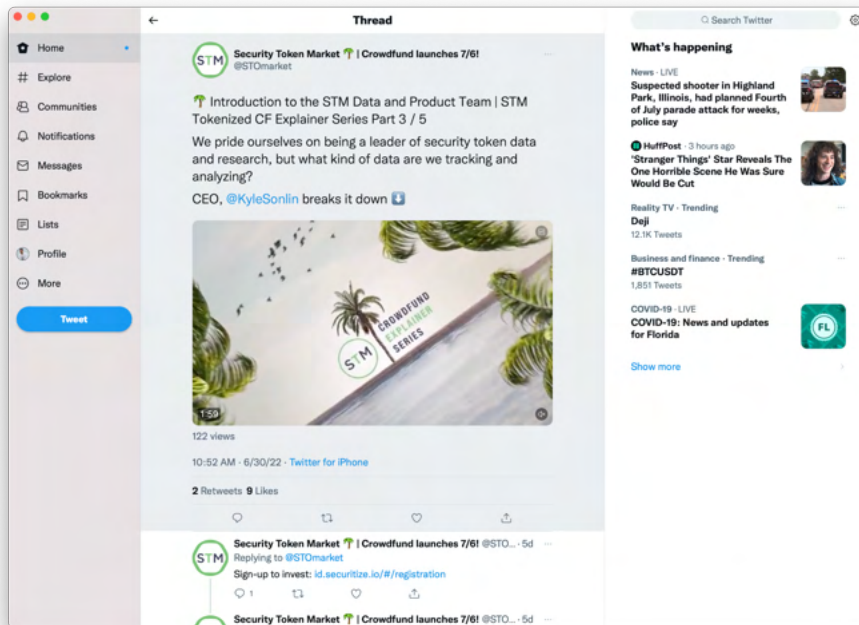 Home
Explore
Communities
Notifications
Messages
Bookmarks
Lists
Profile
More
Tweet
Thread
STM
Security Token Market 🌴 | Crowdfund launches 7/6!
@STOmarket
🌴 Introduction to the STM Data and Product Team | STM
Tokenized CF Explainer Series Part 3 / 5
We pride ourselves on being a leader of security token data
and research, but what kind of data are we tracking and
analyzing?
CEO, @KyleSonlin breaks it down ⬇️
STM
CROWDFUND
EXPLAINER
SERIES
1:59
122 views
10:52 AM · 6/30/22 · Twitter for iPhone
2 Retweets 9 Likes
STM
Security Token Market 🌴 | Crowdfund launches 7/6! @STO... · 5d
Replying to @STOmarket
Sign-up to invest: id.securitize.io/#/registration
1
Security Token Market 🌴 | Crowdfund launches 7/6! @STO... · 5d
Search Twitter
What's happening
News · LIVE
Suspected shooter in Highland
Park, Illinois, had planned Fourth
of July parade attack for weeks,
police say
HuffPost · 3 hours ago
'Stranger Things' Star Reveals The
One Horrible Scene He Was Sure
Would Be Cut
Reality TV · Trending
Deji
12.1K Tweets
Business and finance · Trending
#BTCUSDT
1,851 Tweets
COVID-19 · LIVE
COVID-19: News and updates
for Florida
FL
Show more